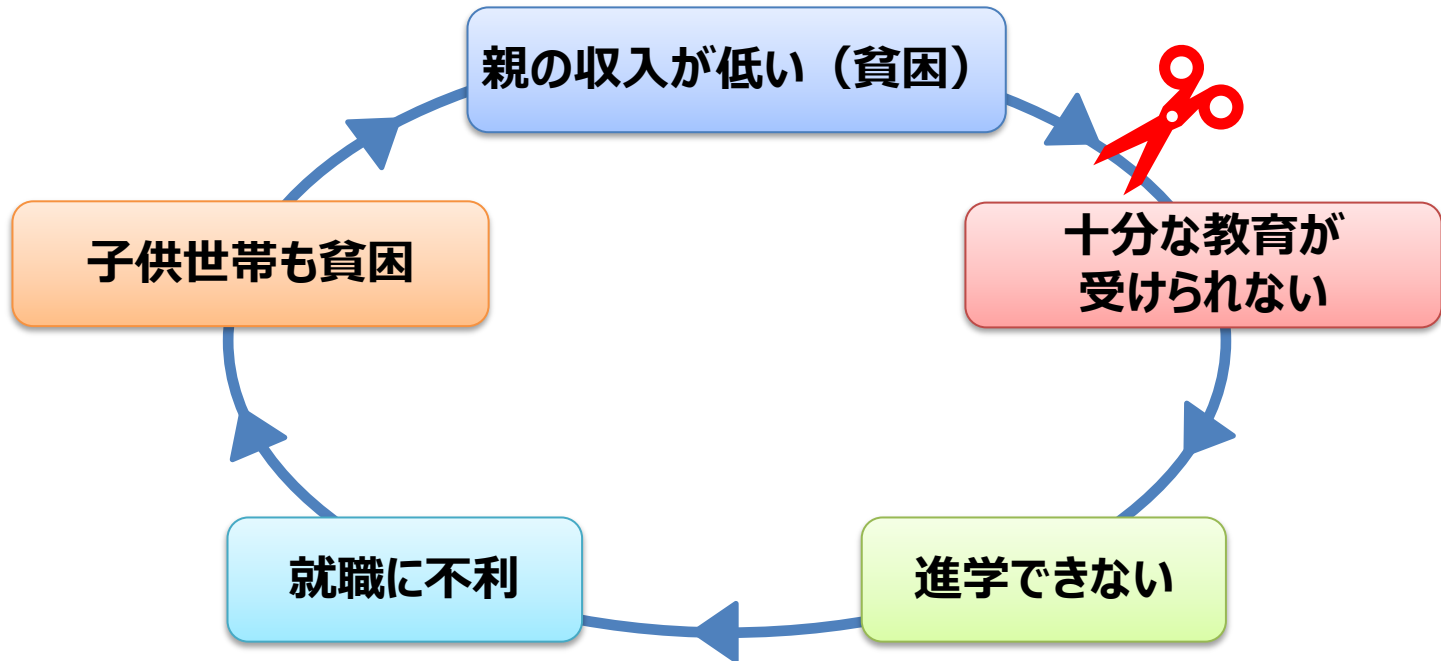 親の収入が低い（貧困）
十分な教育が
受けられない
進学できない
就職に不利
子供世帯も貧困